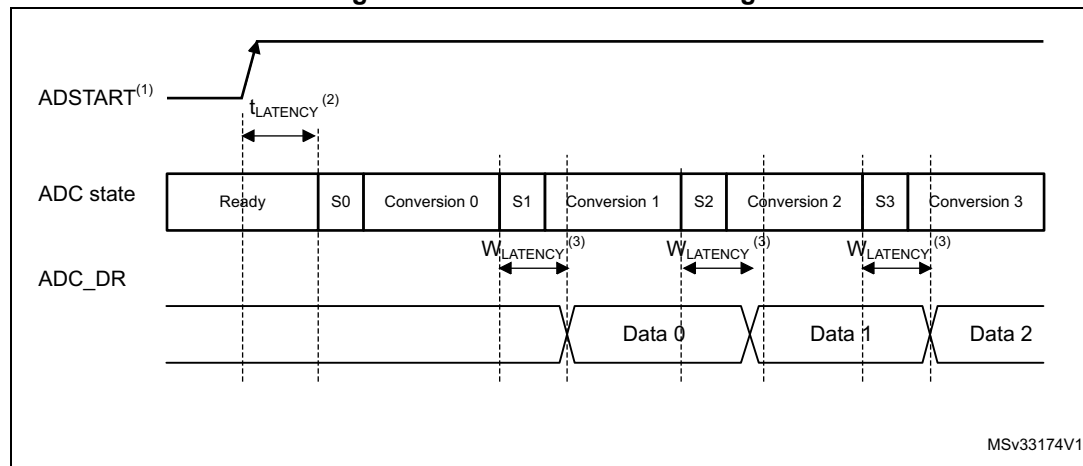 ADSTART(1)
tLATENCY (2)
ADC state
Ready S0 Conversion 0 S1 Conversion 1 S2 Conversion 2 S3 Conversion 3
WLATENCY(3) WLATENCY(3) WLATENCY(3)
ADC_DR
Data 0 Data 1 Data 2
MSv33174V1